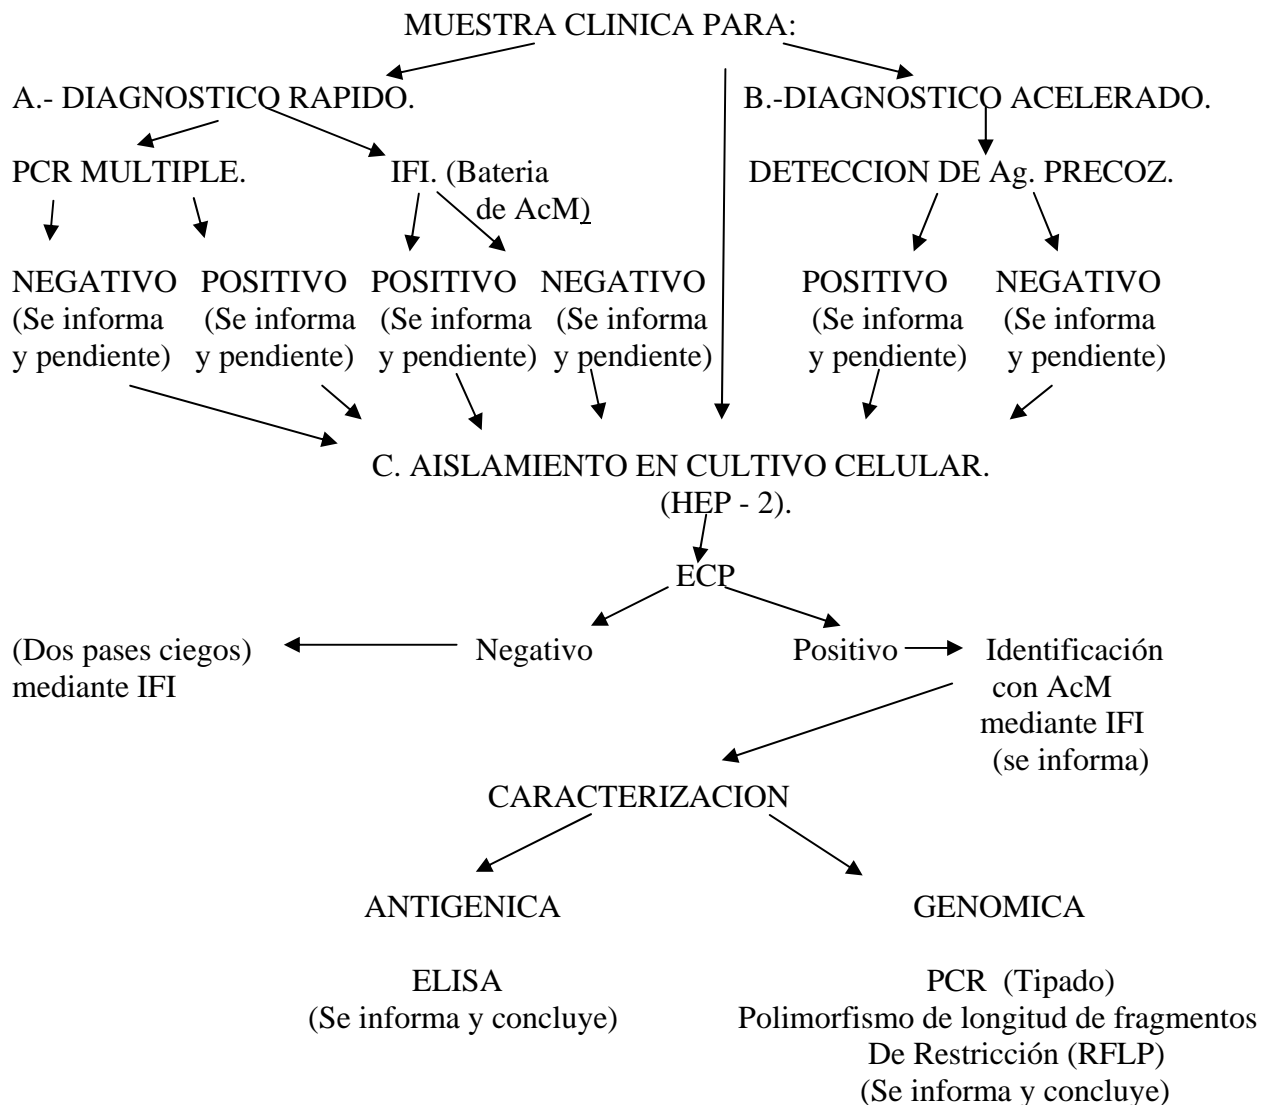 MUESTRA CLINICA PARA:
A.- DIAGNOSTICO RAPIDO. B.-DIAGNOSTICO ACELERADO.
PCR MULTIPLE. IFI. (Bateria DETECCION DE Ag. PRECOZ.
de AcM)
NEGATIVO POSITIVO POSITIVO NEGATIVO POSITIVO NEGATIVO
(Se informa (Se informa (Se informa (Se informa (Se informa (Se informa
y pendiente) y pendiente) y pendiente) y pendiente) y pendiente) y pendiente)
C. AISLAMIENTO EN CULTIVO CELULAR.
(HEP - 2).
ECP
(Dos pases ciegos) Negativo Positivo Identificación
mediante IFI con AcM
mediante IFI
(se informa)
CARACTERIZACION
ANTIGENICA GENOMICA
ELISA PCR (Tipado)
(Se informa y concluye) Polimorfismo de longitud de fragmentos
De Restricción (RFLP)
(Se informa y concluye)